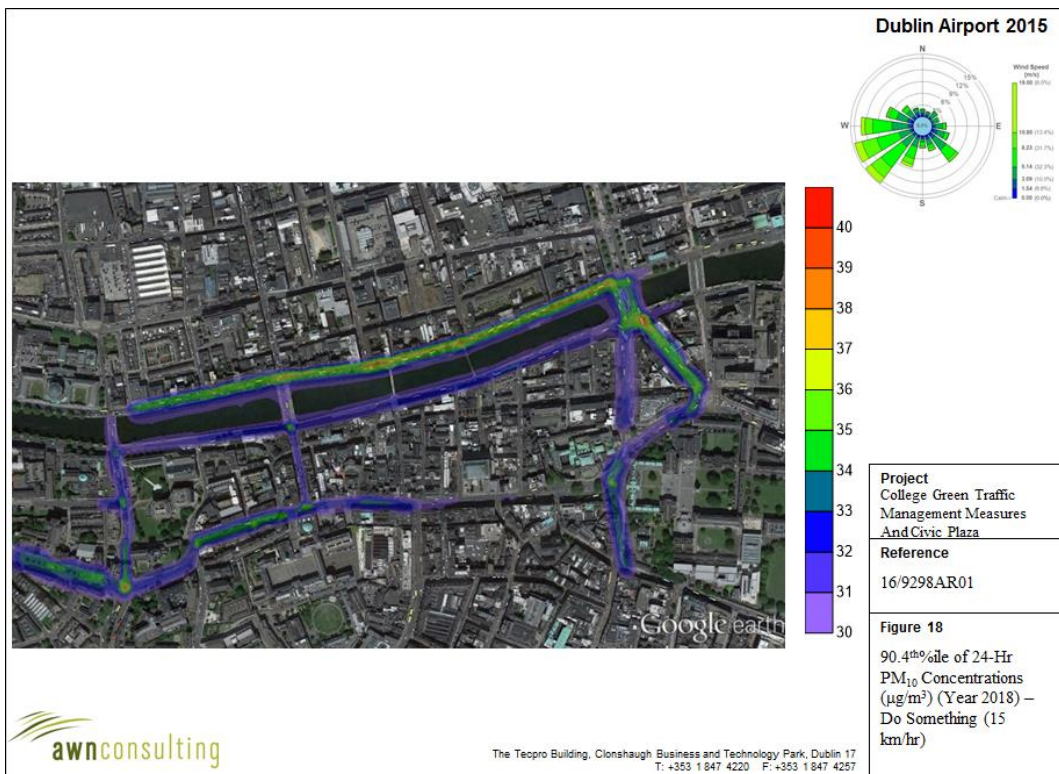 Dublin Airport 2015
N
Wind Speed
(m/s)
15%
12%
9%
W
E
S
Calm
40
39
38
37
36
35
34
33
32
31
30
Google earth
Project
College Green Traffic
Management Measures
And Civic Plaza
Reference
16/9298AR01
Figure 18
90.4th%ile of 24-Hr
PM10 Concentrations
(µg/m³) (Year 2018) –
Do Something (15
km/hr)
awnconsulting
The Tecpro Building, Clonshaugh Business and Technology Park, Dublin 17
T: +353 1 847 4220 F: +353 1 847 4257